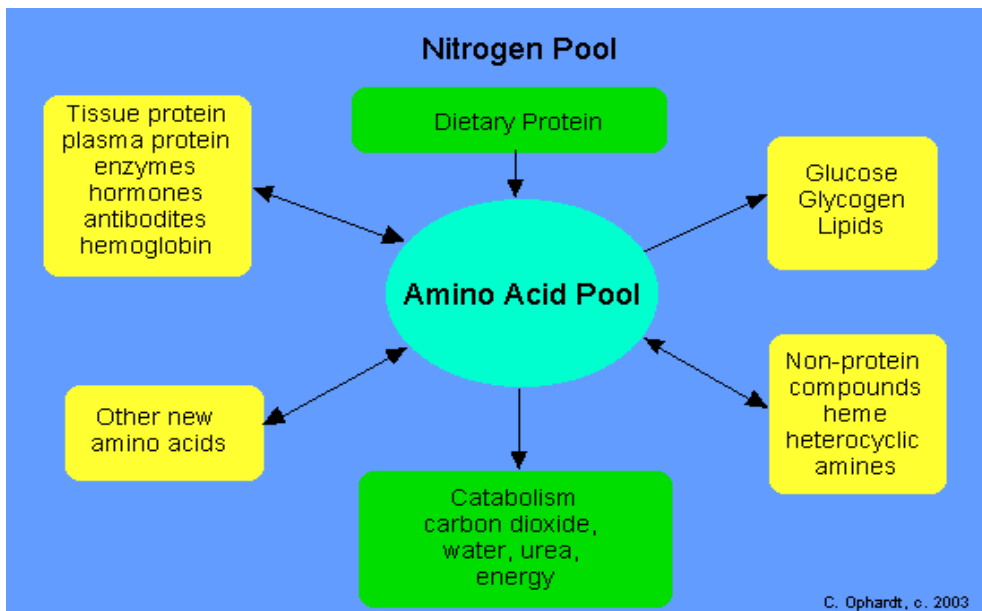 Nitrogen Pool
Tissue protein
plasma protein
enzymes
hormones
antibodites
hemoglobin
Dietary Protein
Glucose
Glycogen
Lipids
Amino Acid Pool
Other new
amino acids
Non-protein
compounds
heme
heterocyclic
amines
Catabolism
carbon dioxide,
water, urea,
energy
C. Ophardt, c. 2003